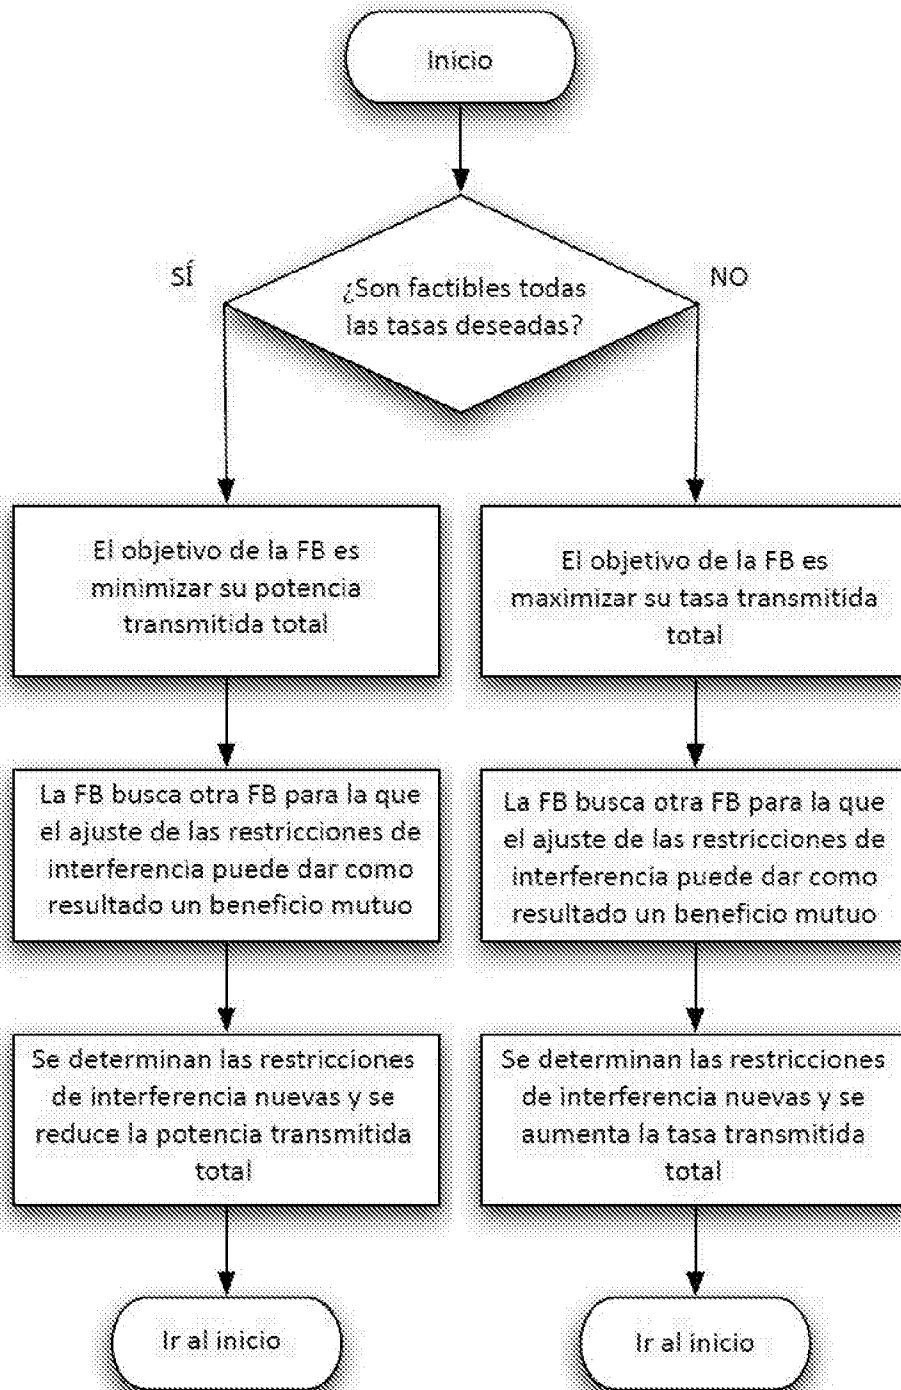 Inicio
¿Son factibles todas
las tasas deseadas?
SÍ
NO
El objetivo de la FB es
minimizar su potencia
transmitida total
El objetivo de la FB es
maximizar su tasa transmitida
total
La FB busca otra FB para la que
el ajuste de las restricciones de
interferencia puede dar como
resultado un beneficio mutuo
La FB busca otra FB para la que
el ajuste de las restricciones de
interferencia puede dar como
resultado un beneficio mutuo
Se determinan las restricciones
de interferencia nuevas y se
reduce la potencia transmitida
total
Se determinan las restricciones
de interferencia nuevas y se
aumenta la tasa transmitida
total
Ir al inicio
Ir al inicio